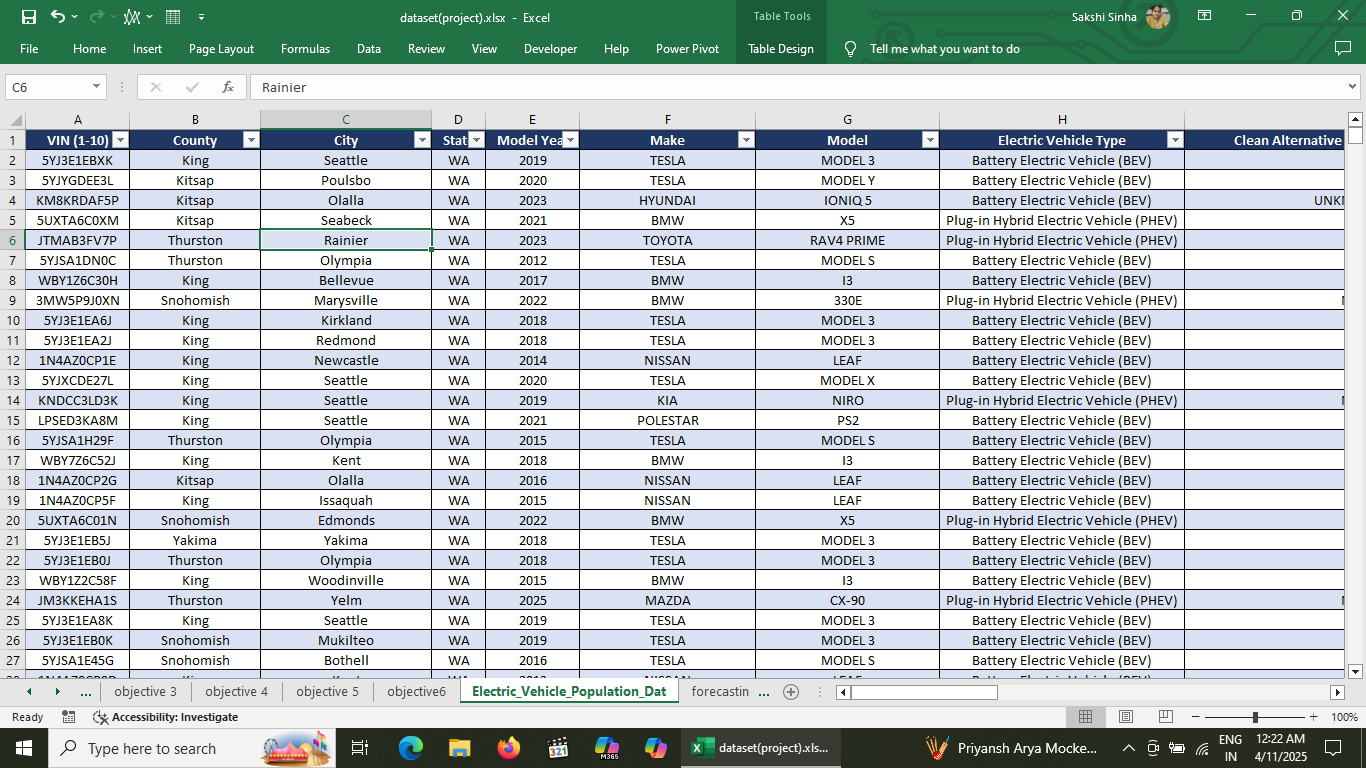 dataset(project).xlsx - Excel
Table Tools
Sakshi Sinha
File Home Insert Page Layout Formulas Data Review View Developer Help Power Pivot Table Design Tell me what you want to do
C6 fx Rainier
A B C D E F G H
1 VIN (1-10) County City Stat Model Yea Make Model Electric Vehicle Type Clean Alternative
2 5YJ3E1EBXK King Seattle WA 2019 TESLA MODEL 3 Battery Electric Vehicle (BEV)
3 5YJYGDEE3L Kitsap Poulsbo WA 2020 TESLA MODEL Y Battery Electric Vehicle (BEV)
4 KM8KRDAF5P Kitsap Olalla WA 2023 HYUNDAI IONIQ 5 Battery Electric Vehicle (BEV)
5 5UXTA6C0XM Kitsap Seabeck WA 2021 BMW X5 Plug-in Hybrid Electric Vehicle (PHEV)
6 JTMAB3FV7P Thurston Rainier WA 2023 TOYOTA RAV4 PRIME Plug-in Hybrid Electric Vehicle (PHEV)
7 5YJSA1DN0C Thurston Olympia WA 2012 TESLA MODEL S Battery Electric Vehicle (BEV)
8 WBY1Z6C30H King Bellevue WA 2017 BMW I3 Battery Electric Vehicle (BEV)
9 3MW5P9J0XN Snohomish Marysville WA 2022 BMW 330E Plug-in Hybrid Electric Vehicle (PHEV)
10 5YJ3E1EA6J King Kirkland WA 2018 TESLA MODEL 3 Battery Electric Vehicle (BEV)
11 5YJ3E1EA2J King Redmond WA 2018 TESLA MODEL 3 Battery Electric Vehicle (BEV)
12 1N4AZ0CP1E King Newcastle WA 2014 NISSAN LEAF Battery Electric Vehicle (BEV)
13 5YJXCDE27L King Seattle WA 2020 TESLA MODEL X Battery Electric Vehicle (BEV)
14 KNDCC3LD3K King Seattle WA 2019 KIA NIRO Plug-in Hybrid Electric Vehicle (PHEV)
15 LPSED3KA8M King Seattle WA 2021 POLESTAR PS2 Battery Electric Vehicle (BEV)
16 5YJSA1H29F Thurston Olympia WA 2015 TESLA MODEL S Battery Electric Vehicle (BEV)
17 WBY7Z6C52J King Kent WA 2018 BMW I3 Battery Electric Vehicle (BEV)
18 1N4AZ0CP2G Kitsap Olalla WA 2016 NISSAN LEAF Battery Electric Vehicle (BEV)
19 1N4AZ0CP5F King Issaquah WA 2015 NISSAN LEAF Battery Electric Vehicle (BEV)
20 5UXTA6C01N Snohomish Edmonds WA 2022 BMW X5 Plug-in Hybrid Electric Vehicle (PHEV)
21 5YJ3E1EB5J Yakima Yakima WA 2018 TESLA MODEL 3 Battery Electric Vehicle (BEV)
22 5YJ3E1EB0J Thurston Olympia WA 2018 TESLA MODEL 3 Battery Electric Vehicle (BEV)
23 WBY1Z2C58F King Woodinville WA 2015 BMW I3 Battery Electric Vehicle (BEV)
24 JM3KKEHA1S Thurston Yelm WA 2025 MAZDA CX-90 Plug-in Hybrid Electric Vehicle (PHEV)
25 5YJ3E1EA8K King Seattle WA 2019 TESLA MODEL 3 Battery Electric Vehicle (BEV)
26 5YJ3E1EB0K Snohomish Mukilteo WA 2019 TESLA MODEL 3 Battery Electric Vehicle (BEV)
27 5YJSA1E45G Snohomish Bothell WA 2016 TESLA MODEL S Battery Electric Vehicle (BEV)
... objective 3 objective 4 objective 5 objective6 Electric_Vehicle_Population_Dat forecastin ...
Ready Accessibility: Investigate 100%
Type here to search
321
M365
dataset(project).xls...
Priyansh Arya Mocke...
ENG
IN
12:22 AM
4/11/2025